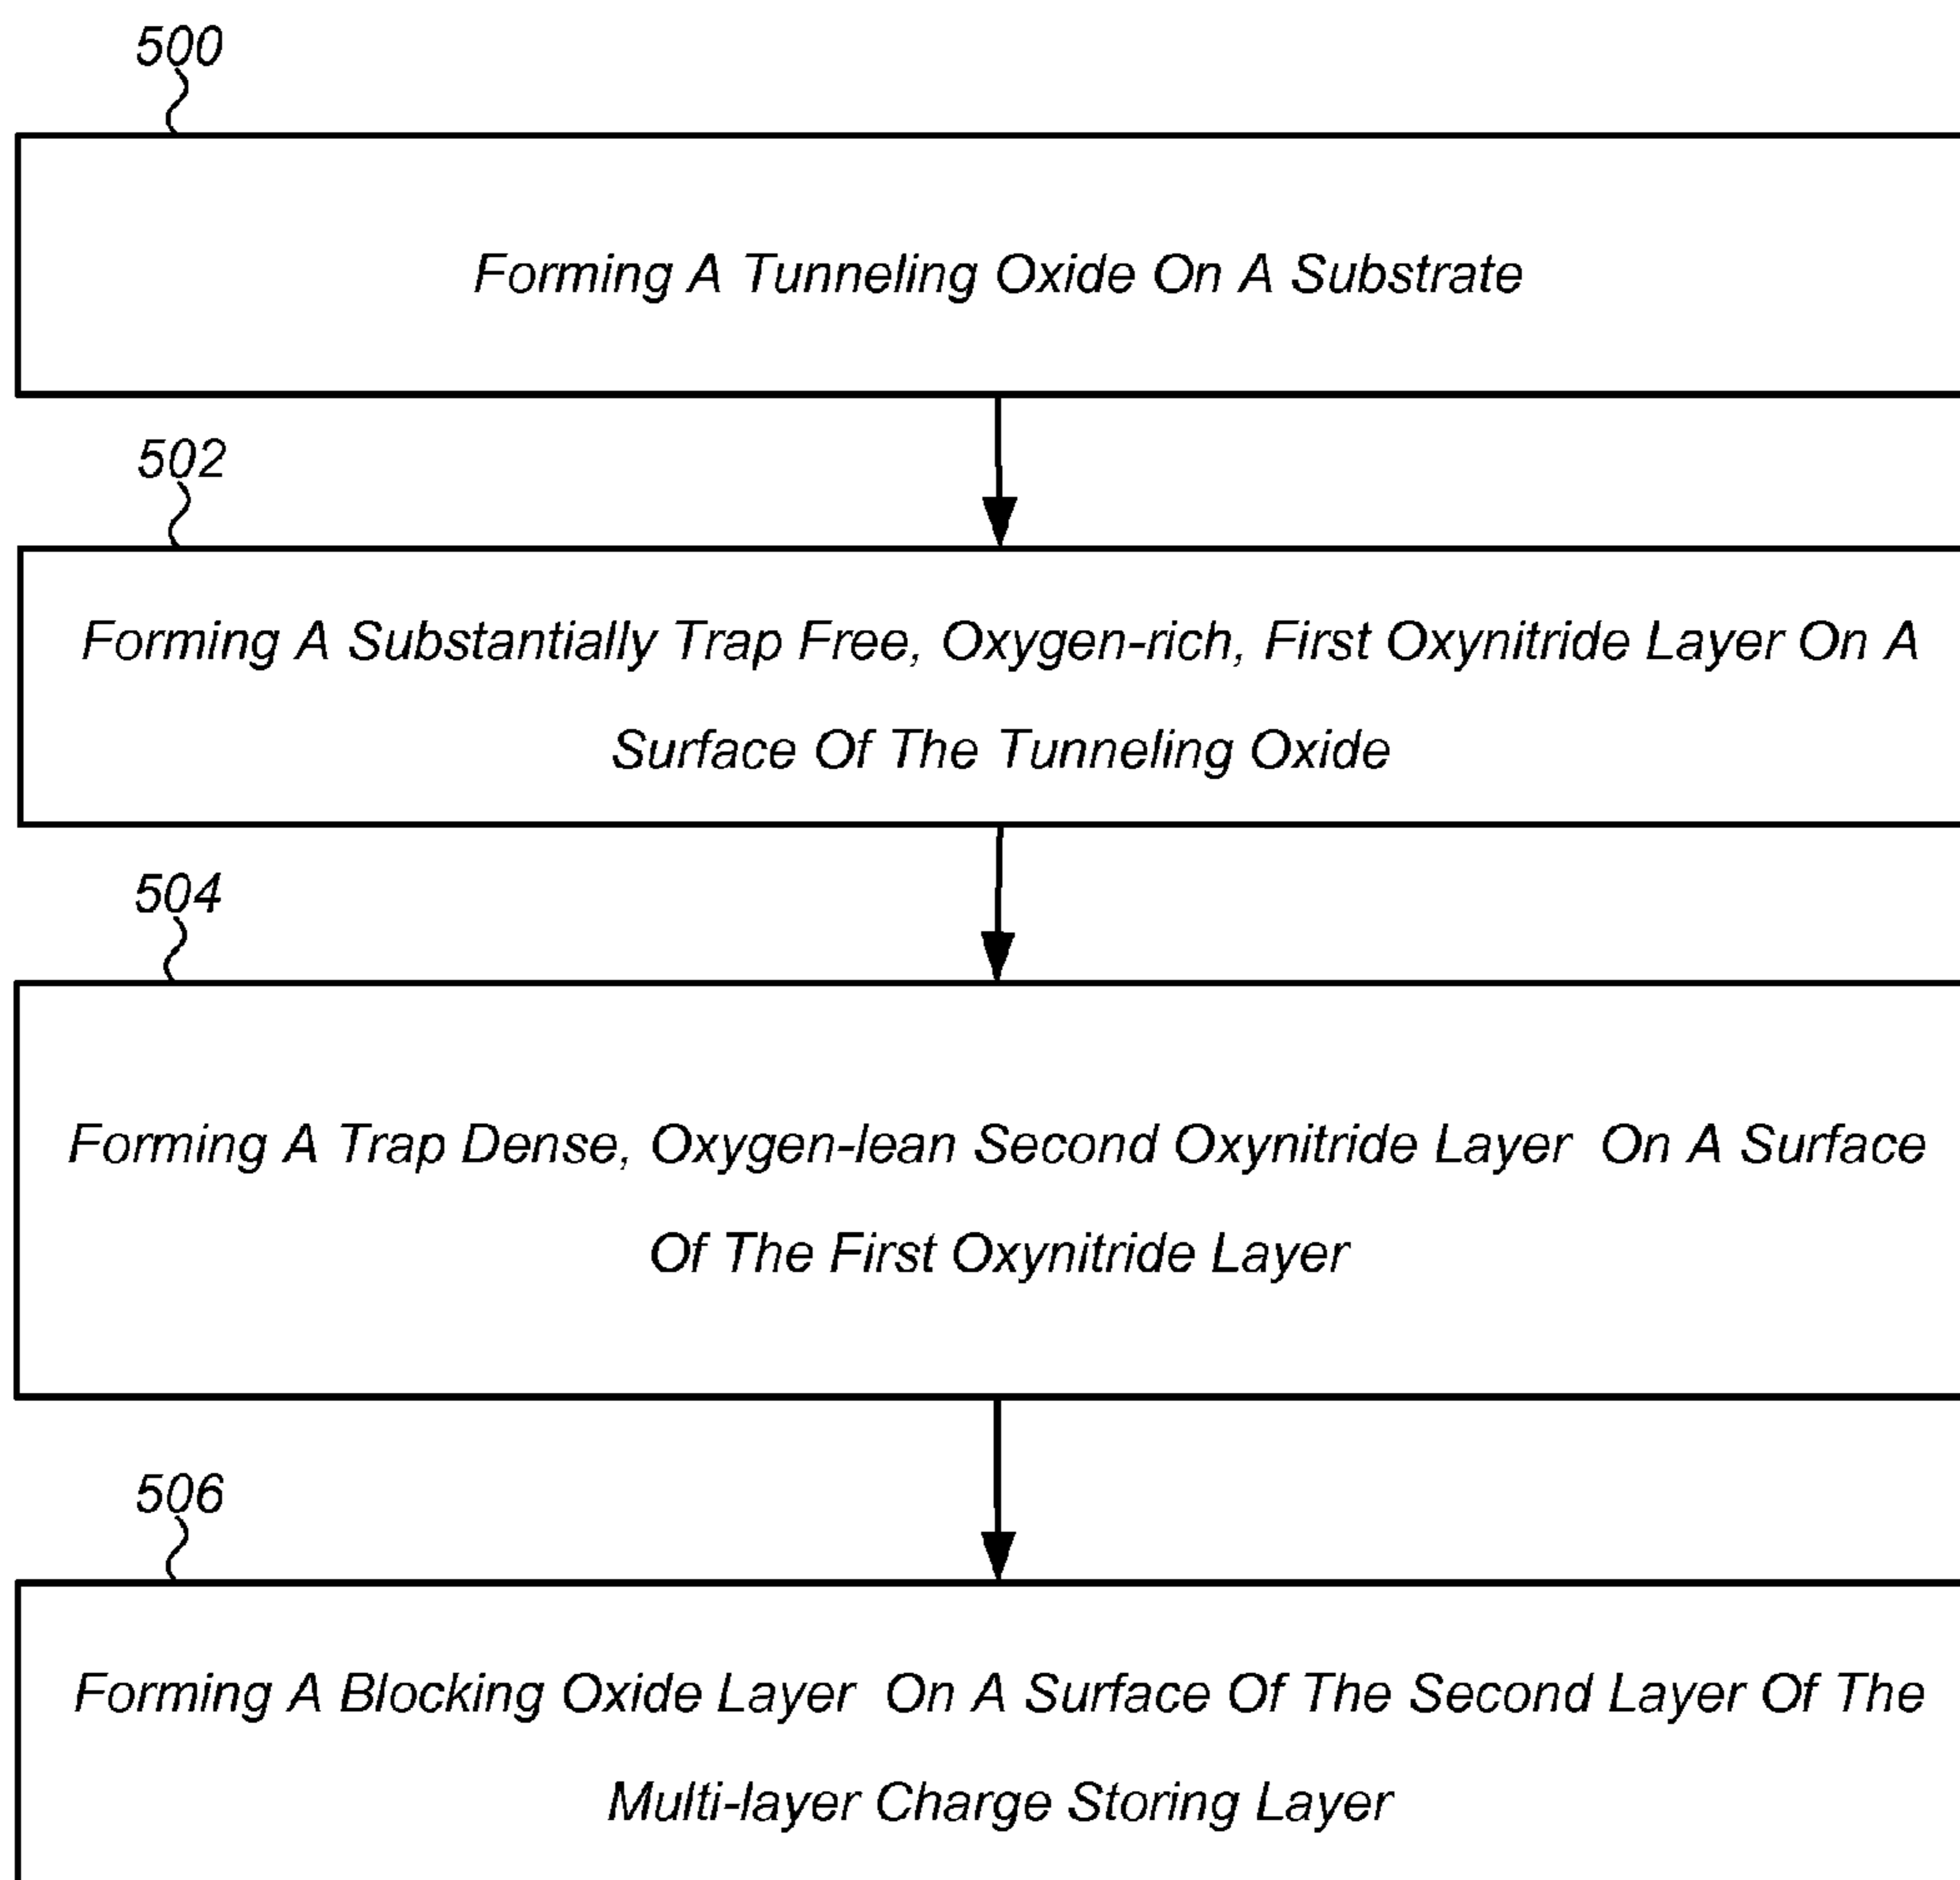 500
Forming A Tunneling Oxide On A Substrate
502
Forming A Substantially Trap Free, Oxygen-rich, First Oxynitride Layer On A
Surface Of The Tunneling Oxide
504
Forming A Trap Dense, Oxygen-lean Second Oxynitride Layer On A Surface
Of The First Oxynitride Layer
506
Forming A Blocking Oxide Layer On A Surface Of The Second Layer Of The
Multi-layer Charge Storing Layer